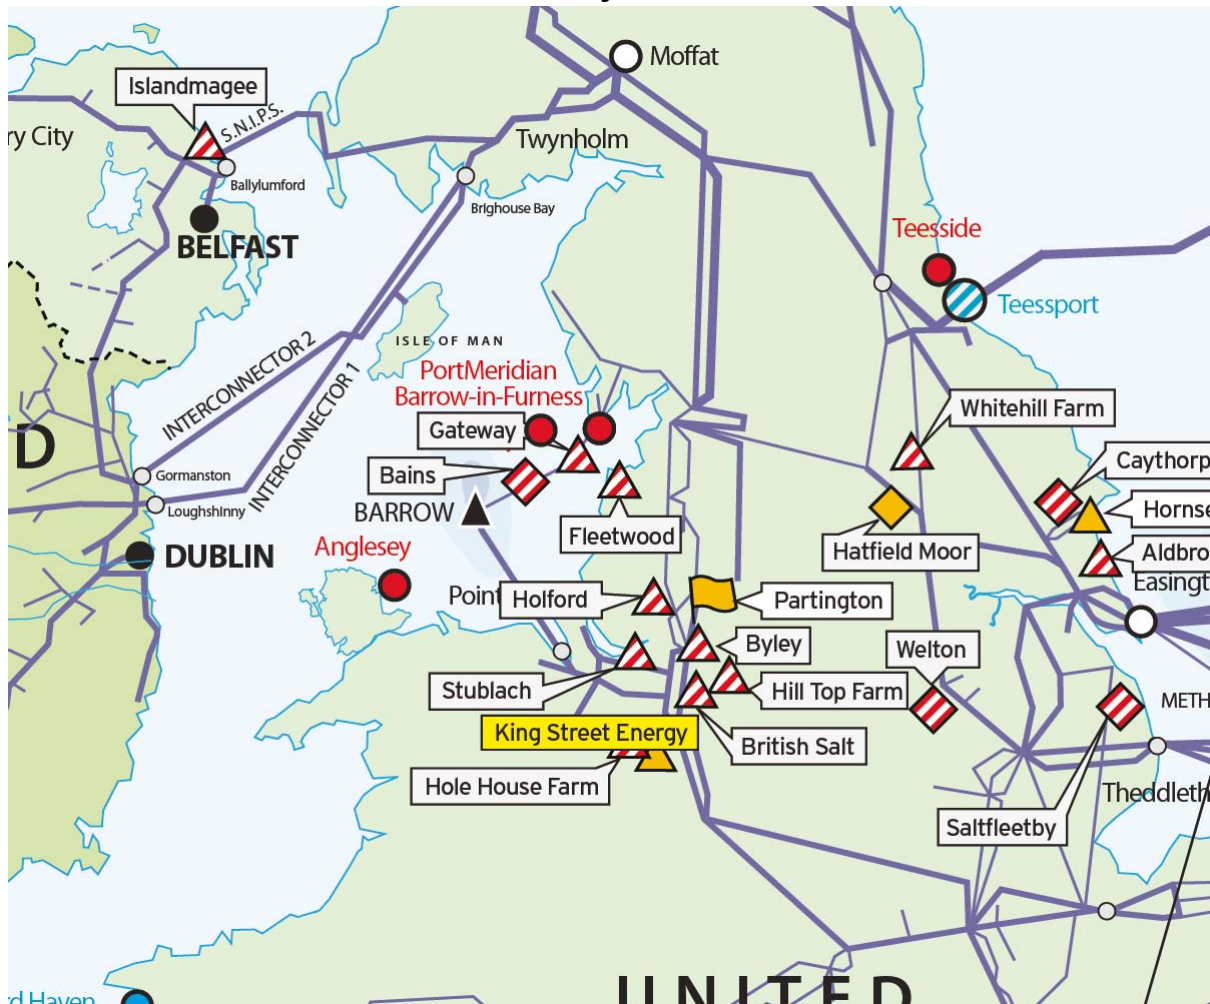 Moffat
Islandmagee
S.N.I.P.S.
ry City
Twynholm
Ballylumford
Brighouse Bay
BELFAST
Teesside
Teessport
ISLE OF MAN
INTERCONNECTOR 2
INTERCONNECTOR 1
PortMeridian
Barrow-in-Furness
Whitehill Farm
Gateway
D
Bains
Caythorp
Gormanston
Loughshinny
BARROW
Hornse
Fleetwood
Hatfield Moor
Aldbro
DUBLIN
Anglesey
Easingt
Point
Holford
Partington
Byley
Welton
Stublach
Hill Top Farm
METH
King Street Energy
British Salt
Hole House Farm
Theddleth
Saltfleetby
UNITED
rd Haven